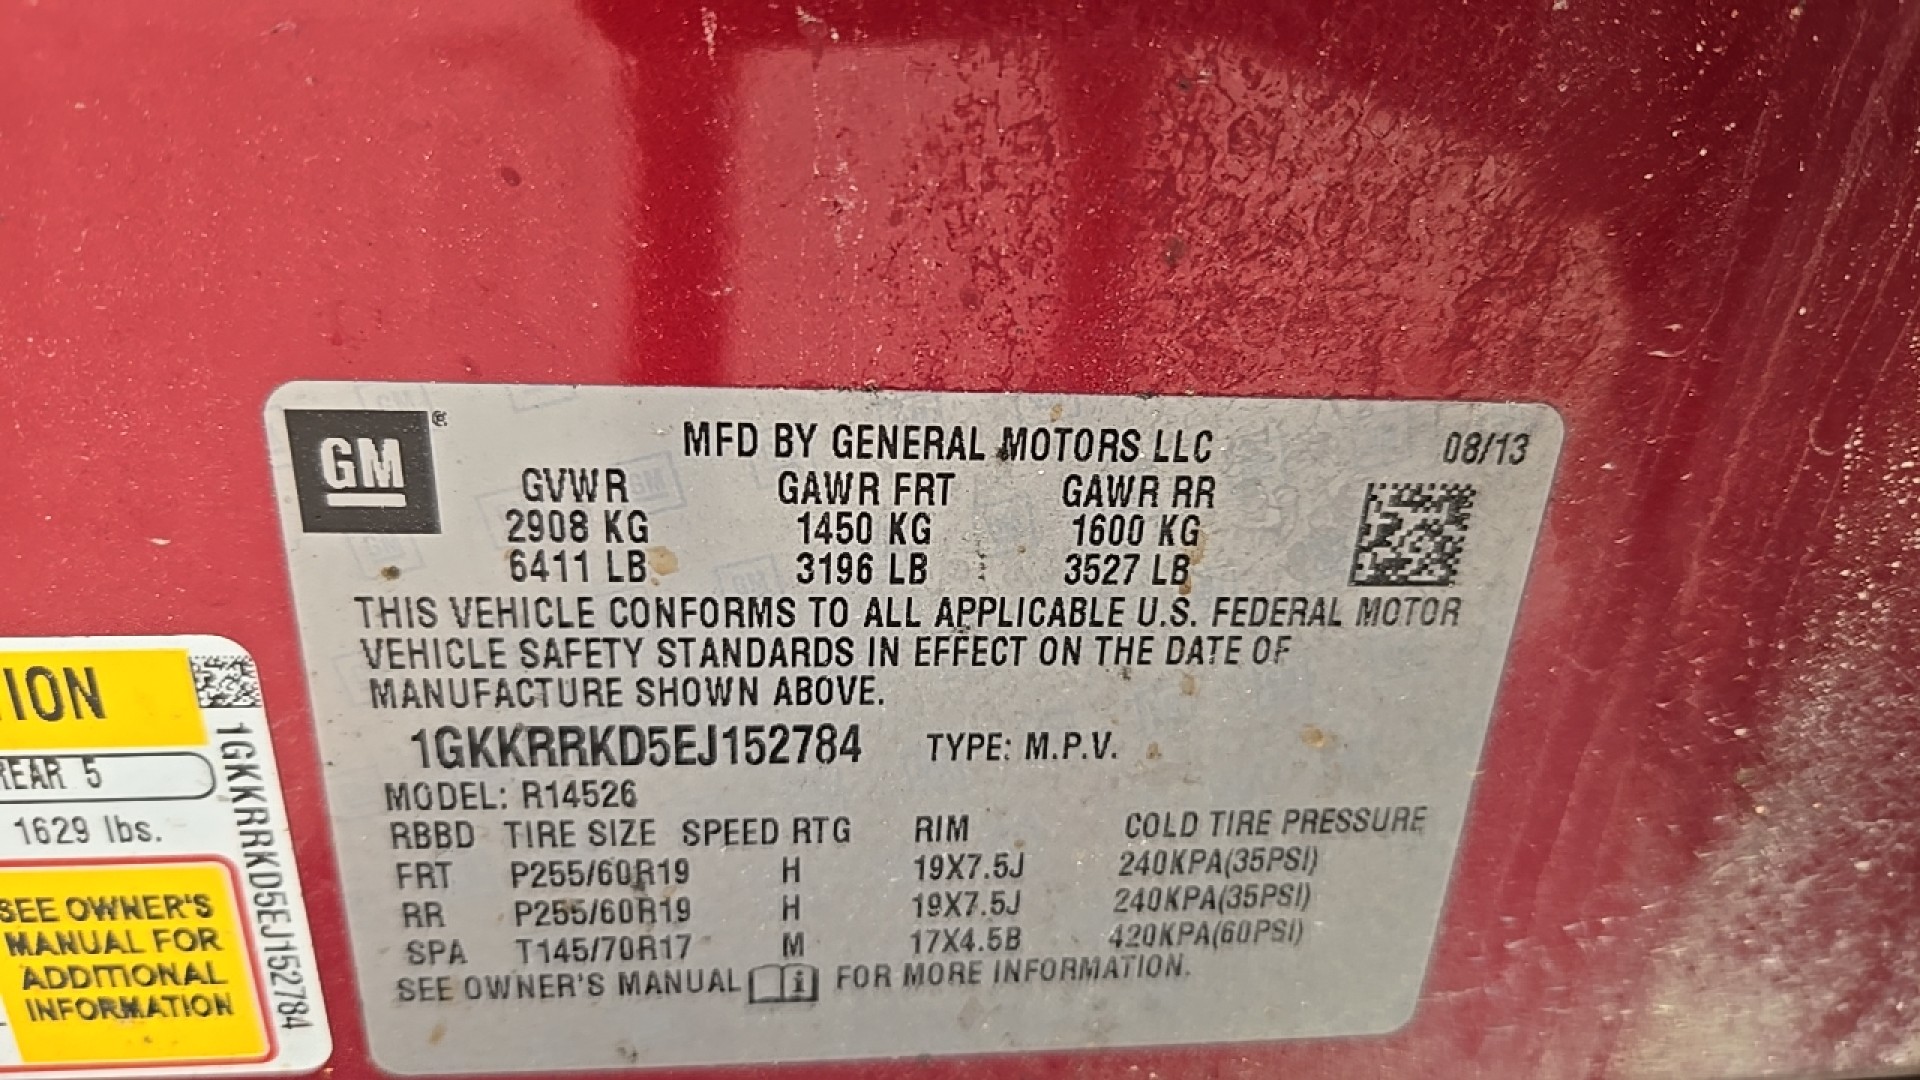 GM®
MFD BY GENERAL MOTORS LLC 08/13
GVWR GAWR FRT GAWR RR
2908 KG 1450 KG 1600 KG
6411 LB 3196 LB 3527 LB
THIS VEHICLE CONFORMS TO ALL APPLICABLE U.S. FEDERAL MOTOR
VEHICLE SAFETY STANDARDS IN EFFECT ON THE DATE OF
MANUFACTURE SHOWN ABOVE.
1GKKRRKD5EJ152784 TYPE: M.P.V.
MODEL: R14526
RBBD TIRE SIZE SPEED RTG RIM COLD TIRE PRESSURE
FRT P255/60R19 H 19X7.5J 240KPA(35PSI)
RR P255/60R19 H 19X7.5J 240KPA(35PSI)
SPA T145/70R17 M 17X4.5B 420KPA(60PSI)
SEE OWNER'S MANUAL FOR MORE INFORMATION.
ION
REAR 5
1629 lbs.
SEE OWNER'S
MANUAL FOR
ADDITIONAL
INFORMATION
1GKKRRKD5EJ152784